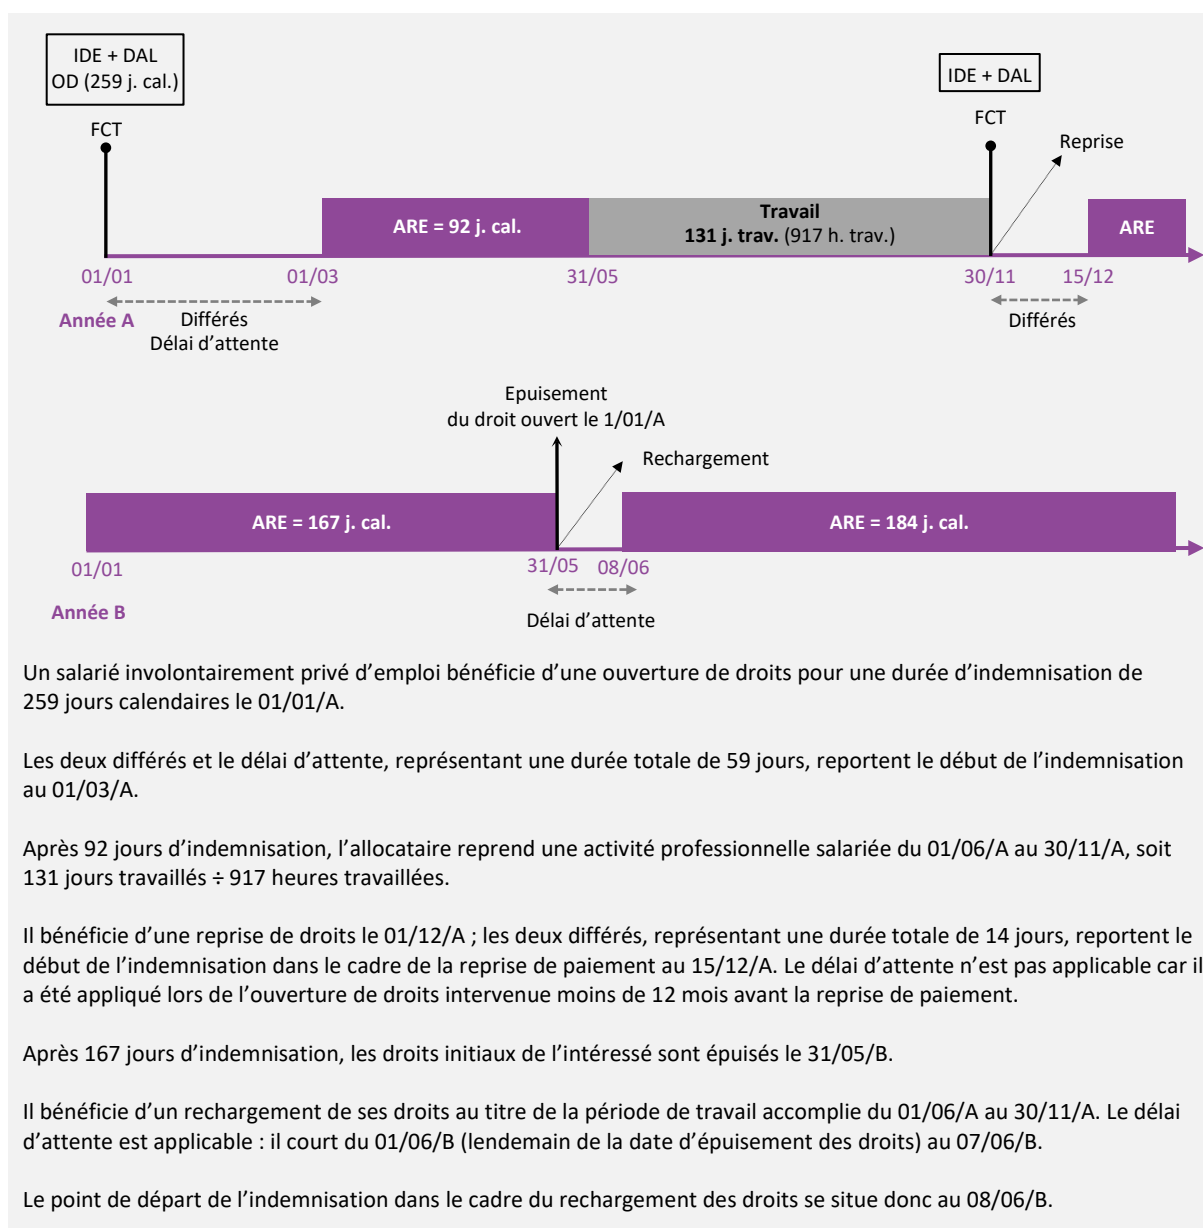 IDE + DAL
OD (259 j. cal.)
IDE + DAL
FCT
FCT
Reprise
ARE = 92 j. cal.
Travail
131 j. trav. (917 h. trav.)
ARE
01/01
01/03
31/05
30/11
15/12
Année A
Différés
Délai d’attente
Différés
Epuisement
du droit ouvert le 1/01/A
Rechargement
ARE = 167 j. cal.
ARE = 184 j. cal.
01/01
31/05
08/06
Année B
Délai d’attente
Un salarié involontairement privé d’emploi bénéficie d’une ouverture de droits pour une durée d’indemnisation de
259 jours calendaires le 01/01/A.
Les deux différés et le délai d’attente, représentant une durée totale de 59 jours, reportent le début de l’indemnisation
au 01/03/A.
Après 92 jours d’indemnisation, l’allocataire reprend une activité professionnelle salariée du 01/06/A au 30/11/A, soit
131 jours travaillés ÷ 917 heures travaillées.
Il bénéficie d’une reprise de droits le 01/12/A ; les deux différés, représentant une durée totale de 14 jours, reportent le
début de l’indemnisation dans le cadre de la reprise de paiement au 15/12/A. Le délai d’attente n’est pas applicable car il
a été appliqué lors de l’ouverture de droits intervenue moins de 12 mois avant la reprise de paiement.
Après 167 jours d’indemnisation, les droits initiaux de l’intéressé sont épuisés le 31/05/B.
Il bénéficie d’un rechargement de ses droits au titre de la période de travail accomplie du 01/06/A au 30/11/A. Le délai
d’attente est applicable : il court du 01/06/B (lendemain de la date d’épuisement des droits) au 07/06/B.
Le point de départ de l’indemnisation dans le cadre du rechargement des droits se situe donc au 08/06/B.